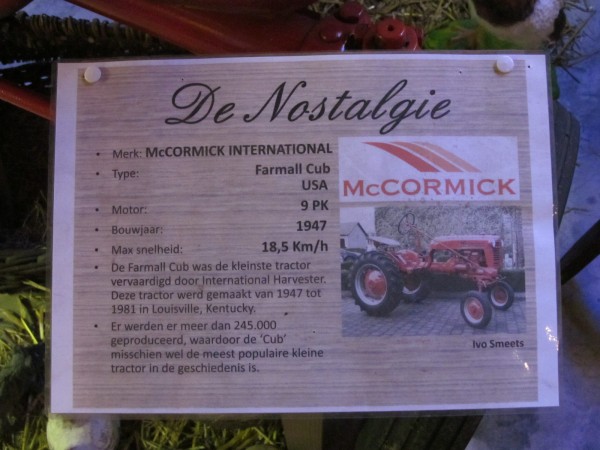 De Nostalgie
• Merk: McCORMICK INTERNATIONAL
• Type: Farmall Cub
USA
• Motor: 9 PK
• Bouwjaar: 1947
• Max snelheid: 18,5 Km/h
• De Farmall Cub was de kleinste tractor
vervaardigd door International Harvester.
Deze tractor werd gemaakt van 1947 tot
1981 in Louisville, Kentucky.
• Er werden er meer dan 245.000
geproduceerd, waardoor de ‘Cub’
misschien wel de meest populaire kleine
tractor in de geschiedenis is.
McCORMICK
Ivo Smeets